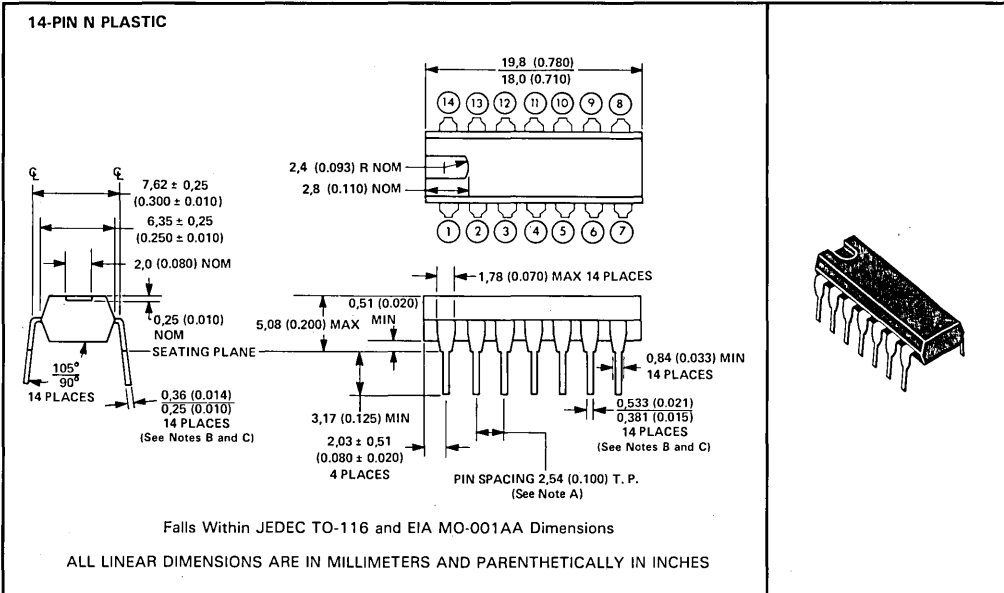 14-PIN N PLASTIC
19,8 (0.780)
18,0 (0.710)
14 13 12 11 10 9 8
2,4 (0.093) R NOM
2,8 (0.110) NOM
1 2 3 4 5 6 7
℄ ℄
7,62 ± 0,25
(0.300 ± 0.010)
6,35 ± 0,25
(0.250 ± 0.010)
2,0 (0.080) NOM
0,25 (0.010)
NOM
SEATING PLANE
105°
90°
14 PLACES
0,36 (0.014)
0,25 (0.010)
14 PLACES
(See Notes B and C)
1,78 (0.070) MAX 14 PLACES
0,51 (0.020)
MIN
5,08 (0.200) MAX
3,17 (0.125) MIN
2,03 ± 0,51
(0.080 ± 0.020)
4 PLACES
0,84 (0.033) MIN
14 PLACES
0,533 (0.021)
0,381 (0.015)
14 PLACES
(See Notes B and C)
PIN SPACING 2,54 (0.100) T. P.
(See Note A)
Falls Within JEDEC TO-116 and EIA MO-001AA Dimensions
ALL LINEAR DIMENSIONS ARE IN MILLIMETERS AND PARENTHETICALLY IN INCHES